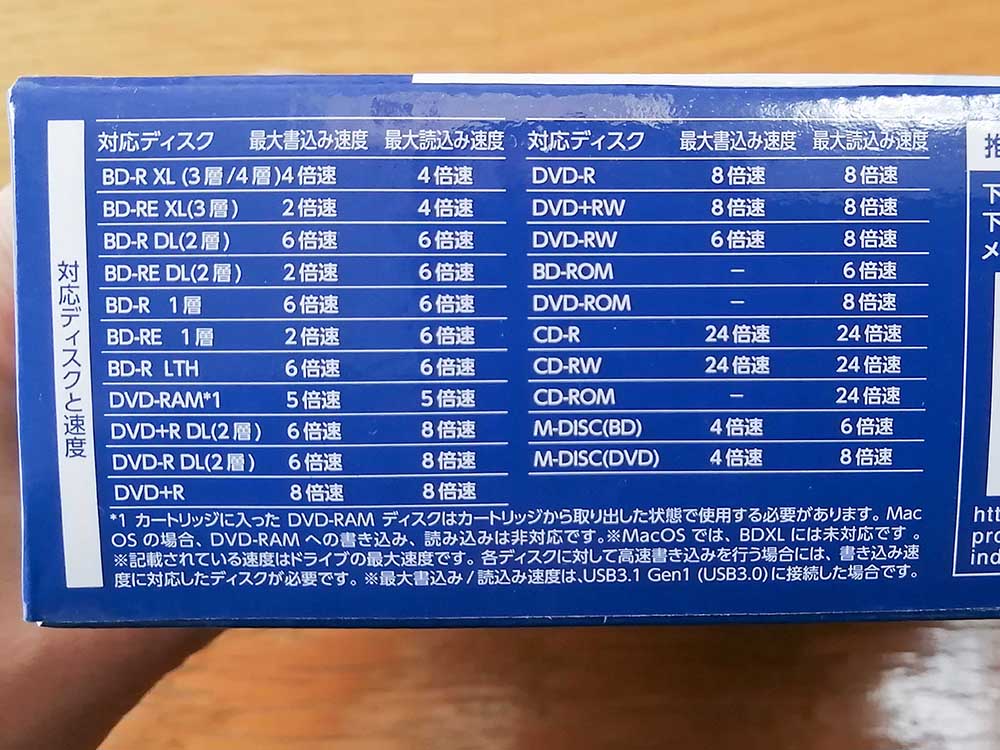 対応ディスクと速度
対応ディスク 最大書込み速度 最大読込み速度
BD-R XL (3層/4層) 4倍速 4倍速
BD-RE XL(3層) 2倍速 4倍速
BD-R DL(2層) 6倍速 6倍速
BD-RE DL(2層) 2倍速 6倍速
BD-R 1層 6倍速 6倍速
BD-RE 1層 2倍速 6倍速
BD-R LTH 6倍速 6倍速
DVD-RAM*1 5倍速 5倍速
DVD+R DL(2層) 6倍速 8倍速
DVD-R DL(2層) 6倍速 8倍速
DVD+R 8倍速 8倍速
対応ディスク 最大書込み速度 最大読込み速度
DVD-R 8倍速 8倍速
DVD+RW 8倍速 8倍速
DVD-RW 6倍速 8倍速
BD-ROM － 6倍速
DVD-ROM － 8倍速
CD-R 24倍速 24倍速
CD-RW 24倍速 24倍速
CD-ROM － 24倍速
M-DISC(BD) 4倍速 6倍速
M-DISC(DVD) 4倍速 8倍速
*1 カートリッジに入った DVD-RAM ディスクはカートリッジから取り出した状態で使用する必要があります。Mac
OS の場合、DVD-RAM への書き込み、読み込みは非対応です。※MacOS では、BDXL には未対応です。
※記載されている速度はドライブの最大速度です。各ディスクに対して高速書き込みを行う場合には、書き込み速
度に対応したディスクが必要です。※最大書込み/読込み速度は、USB3.1 Gen1 (USB3.0)に接続した場合です。
推
下
下
メ
htt
pro
ind